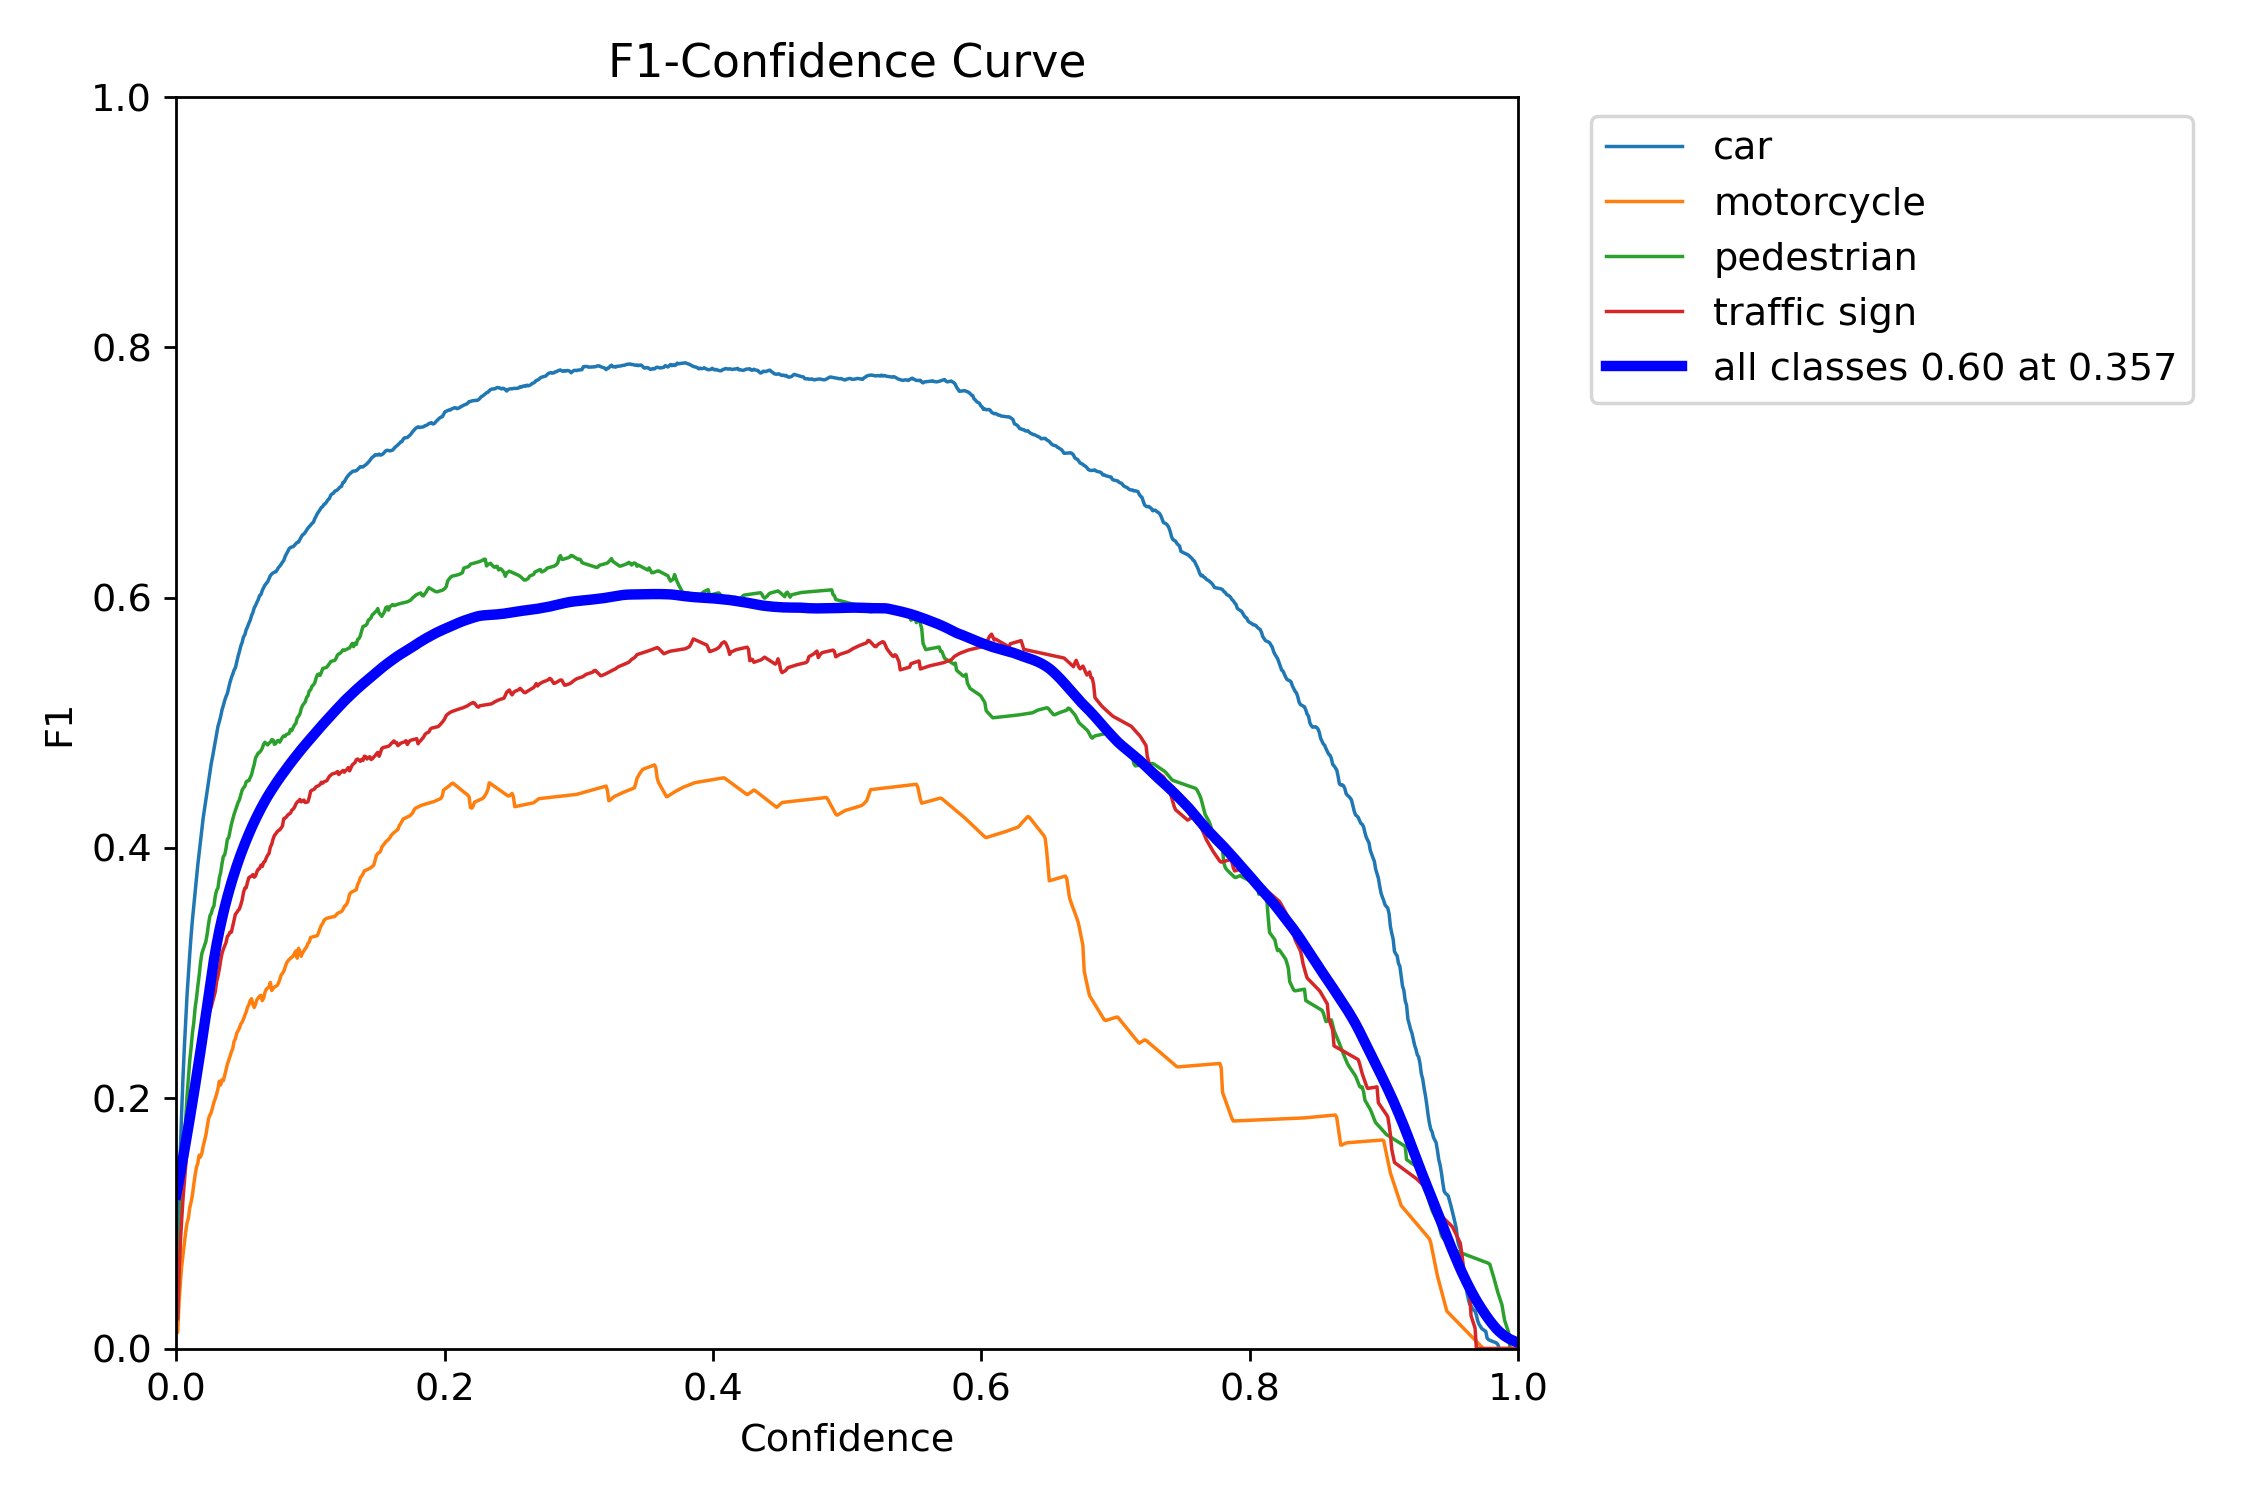 F1-Confidence Curve
1.0
0.8
0.6
0.4
0.2
0.0
F1
0.0 0.2 0.4 0.6 0.8 1.0
Confidence
car
motorcycle
pedestrian
traffic sign
all classes 0.60 at 0.357